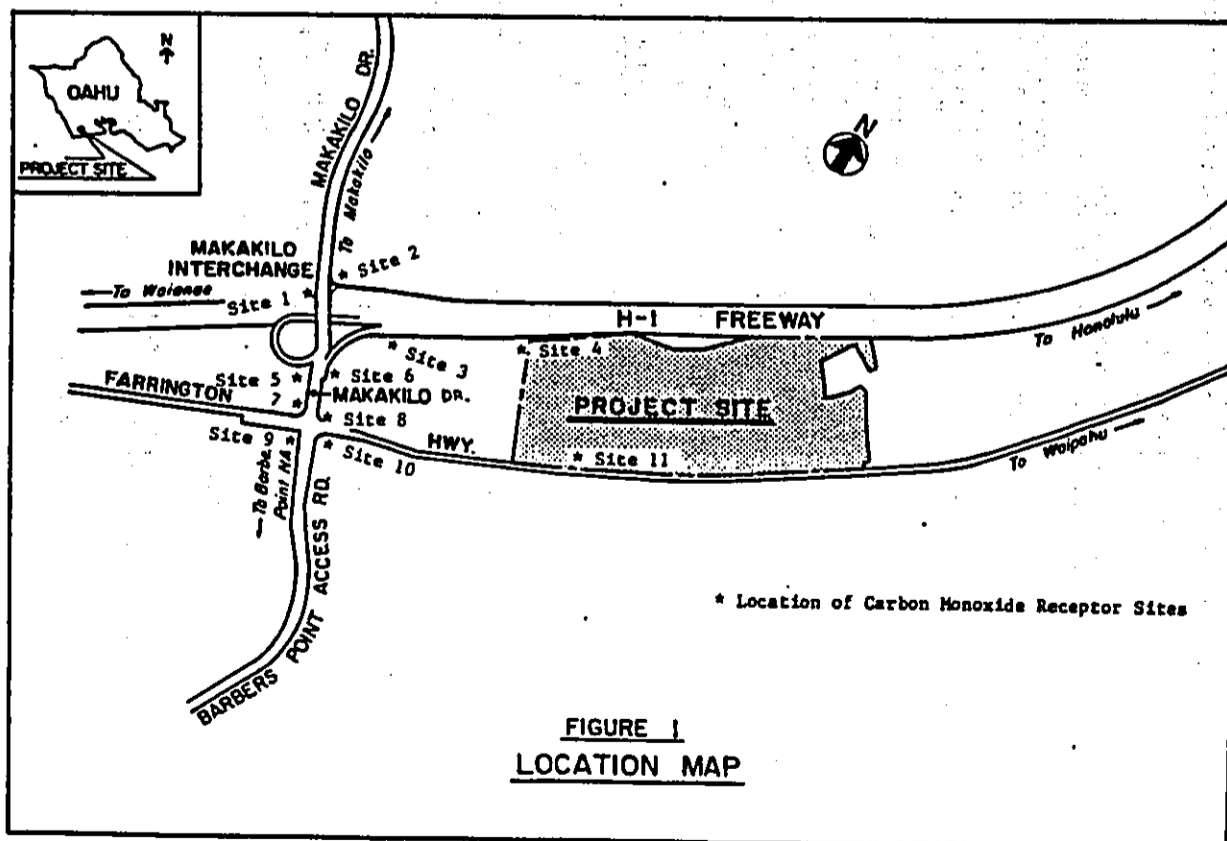 N
OAHU
PROJECT SITE
MAKAKILO DR.
To Makakilo
N
MAKAKILO
INTERCHANGE
* Site 2
To Waianae
Site 1 *
H-1 FREEWAY
To Honolulu
* Site 3
* Site 4
Site 5 *
* Site 6
FARRINGTON
7 *
MAKAKILO DR.
PROJECT SITE
* Site 8
HWY.
Site 9 *
* Site 10
* Site 11
To Waipahu
To Barbe
Point NA
BARBERS POINT ACCESS RD.
* Location of Carbon Monoxide Receptor Sites
FIGURE 1
LOCATION MAP